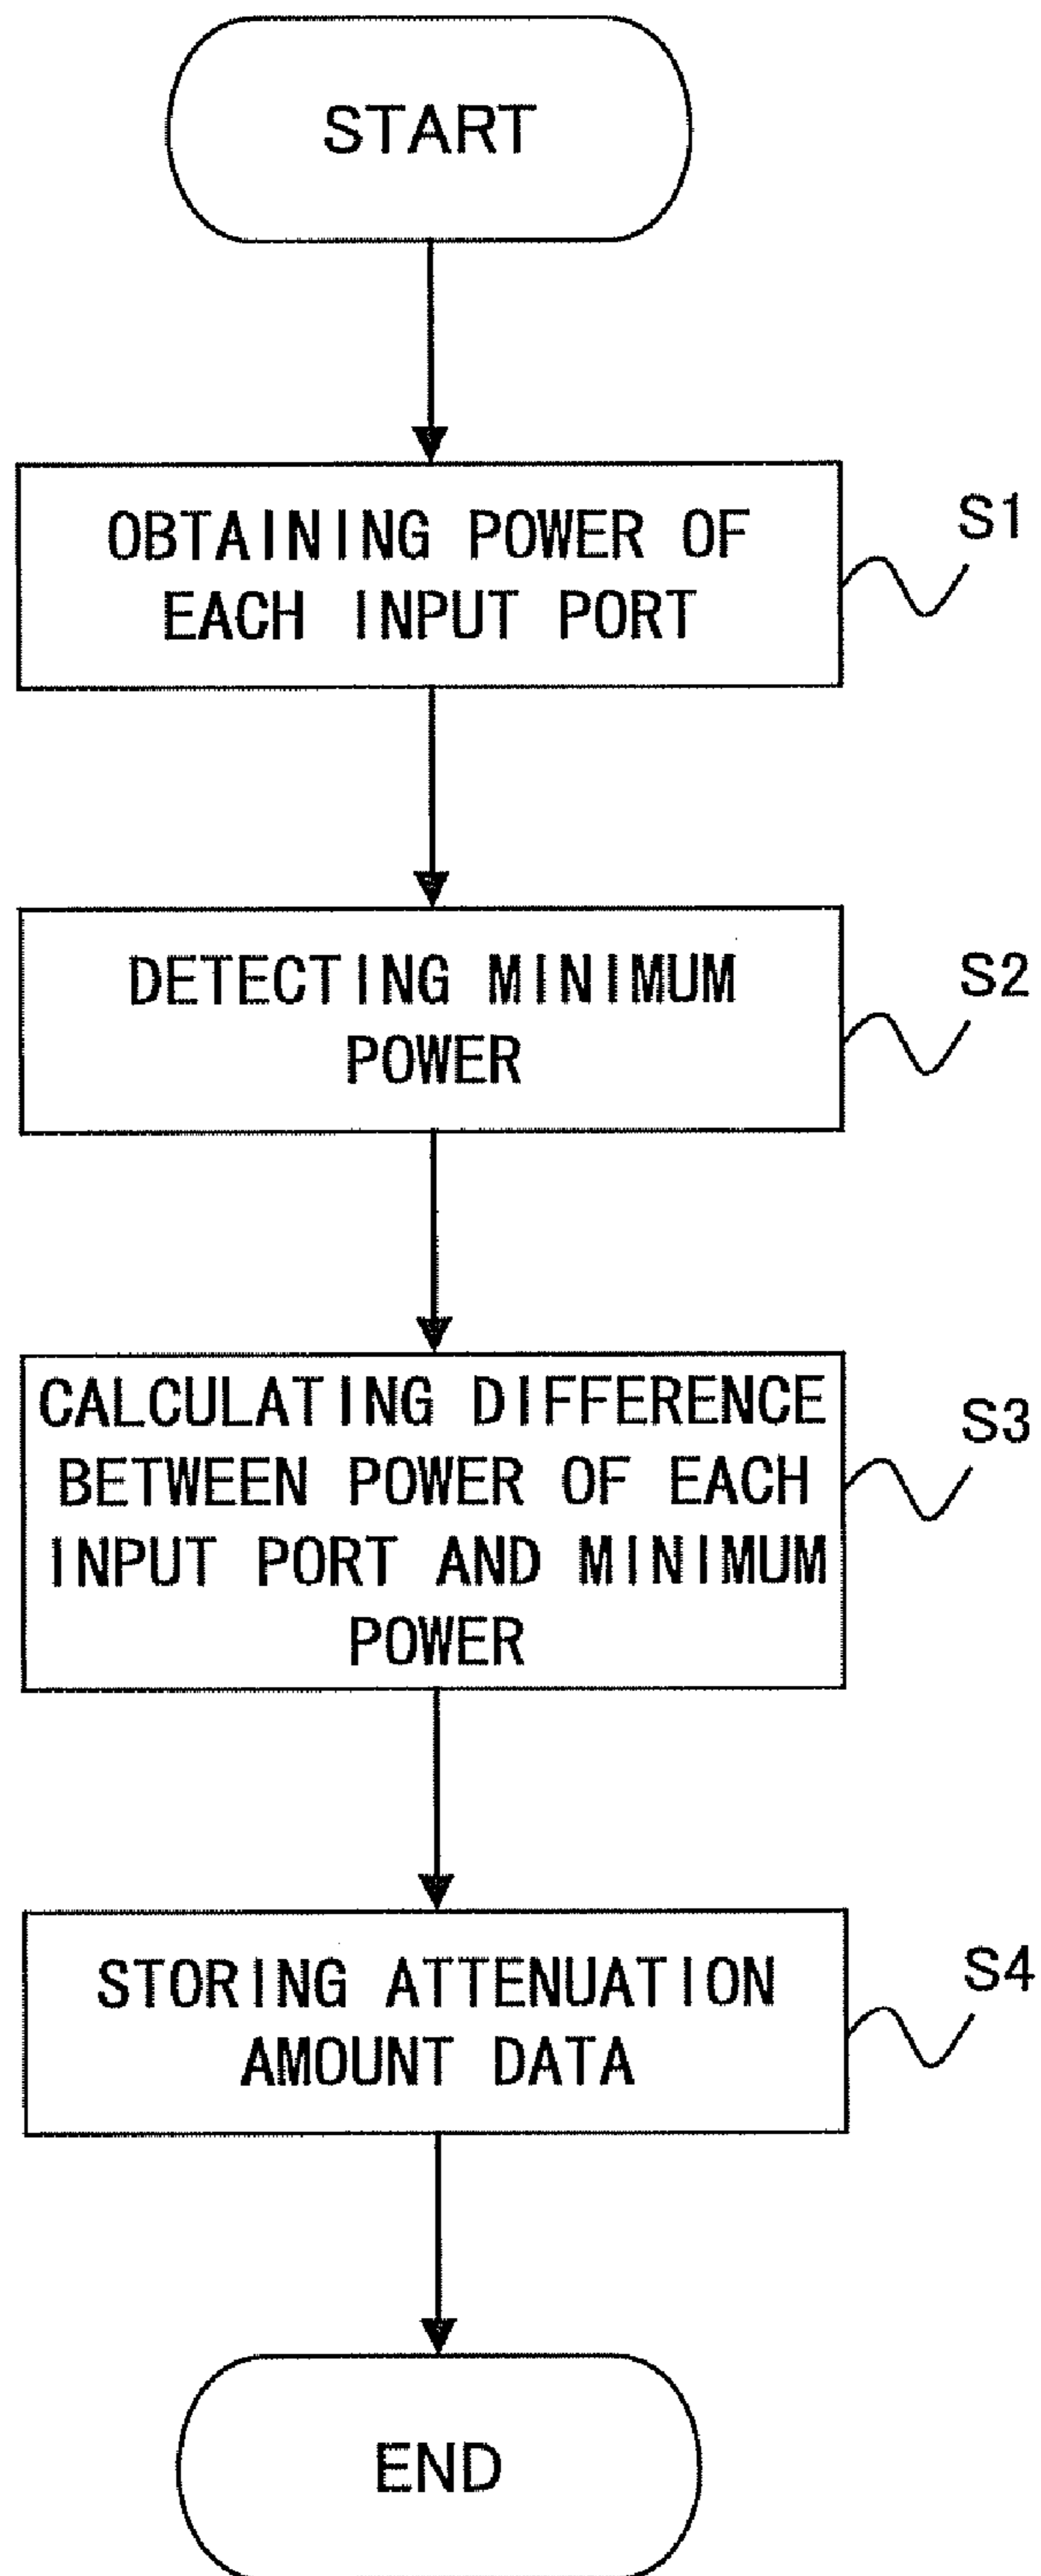 START
OBTAINING POWER OF
EACH INPUT PORT
S1
DETECTING MINIMUM
POWER
S2
CALCULATING DIFFERENCE
BETWEEN POWER OF EACH
INPUT PORT AND MINIMUM
POWER
S3
STORING ATTENUATION
AMOUNT DATA
S4
END